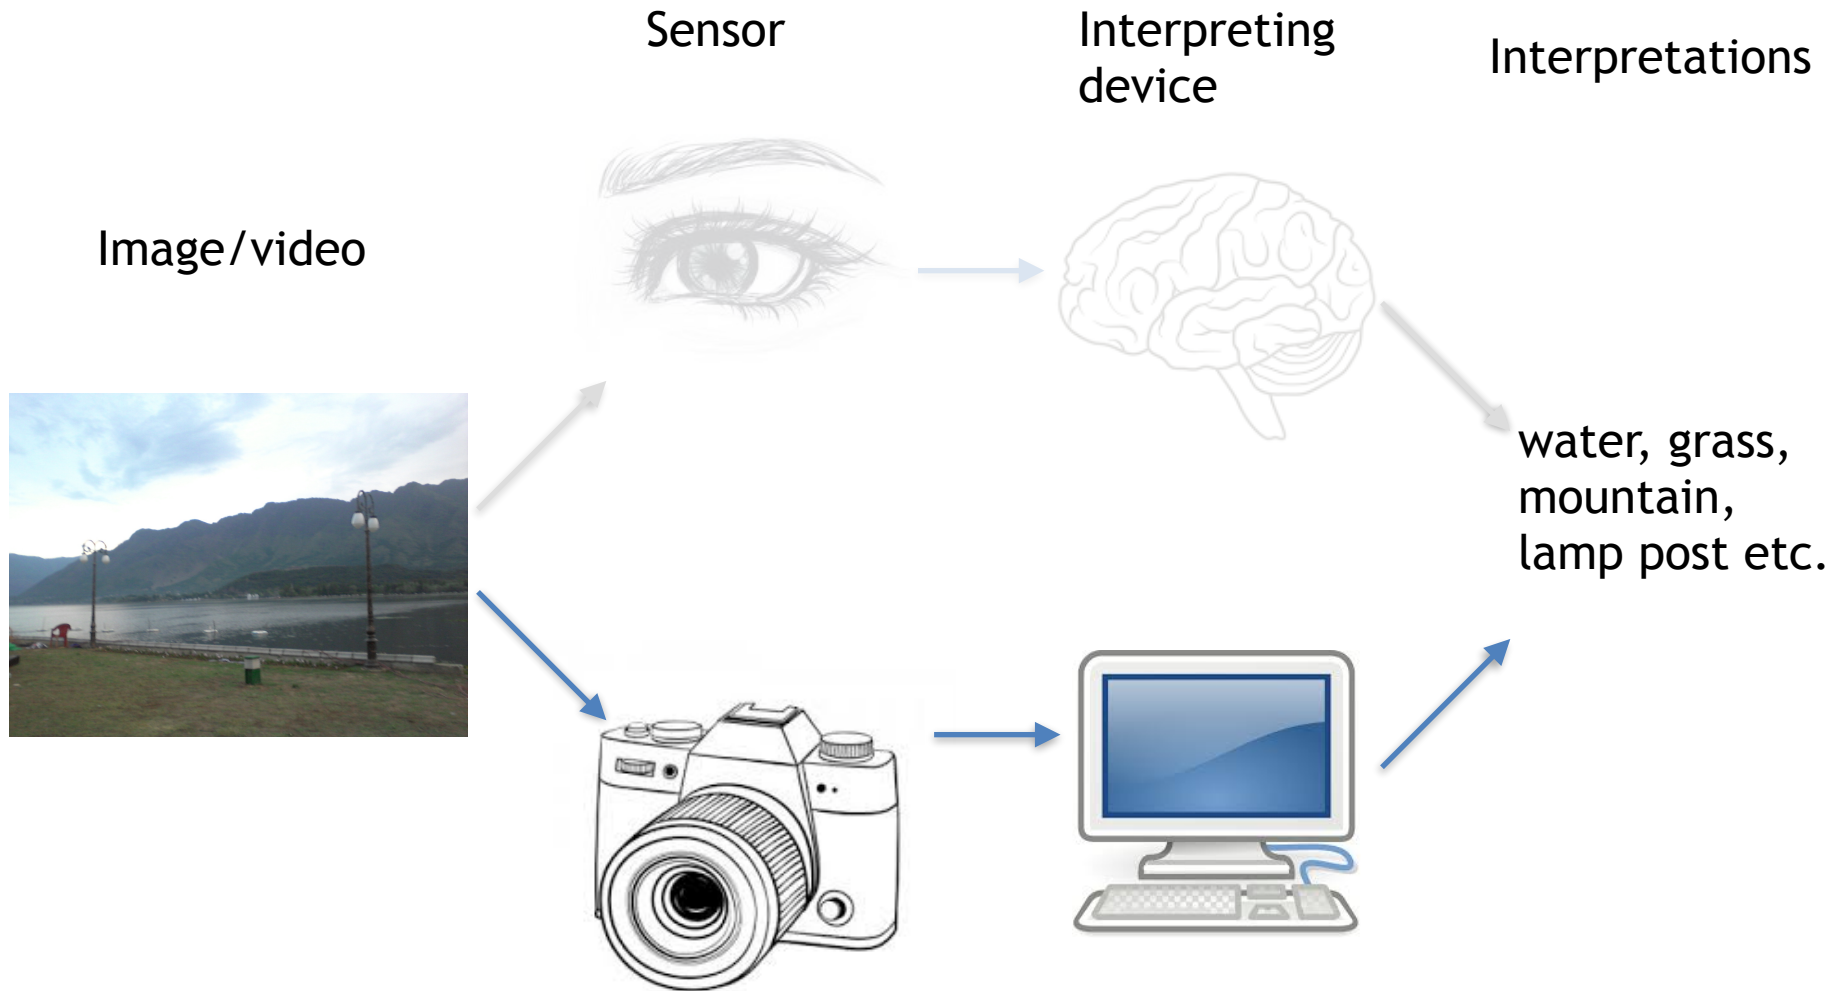 Sensor
Interpreting
device
Interpretations
Image/video
water, grass,
mountain,
lamp post etc.